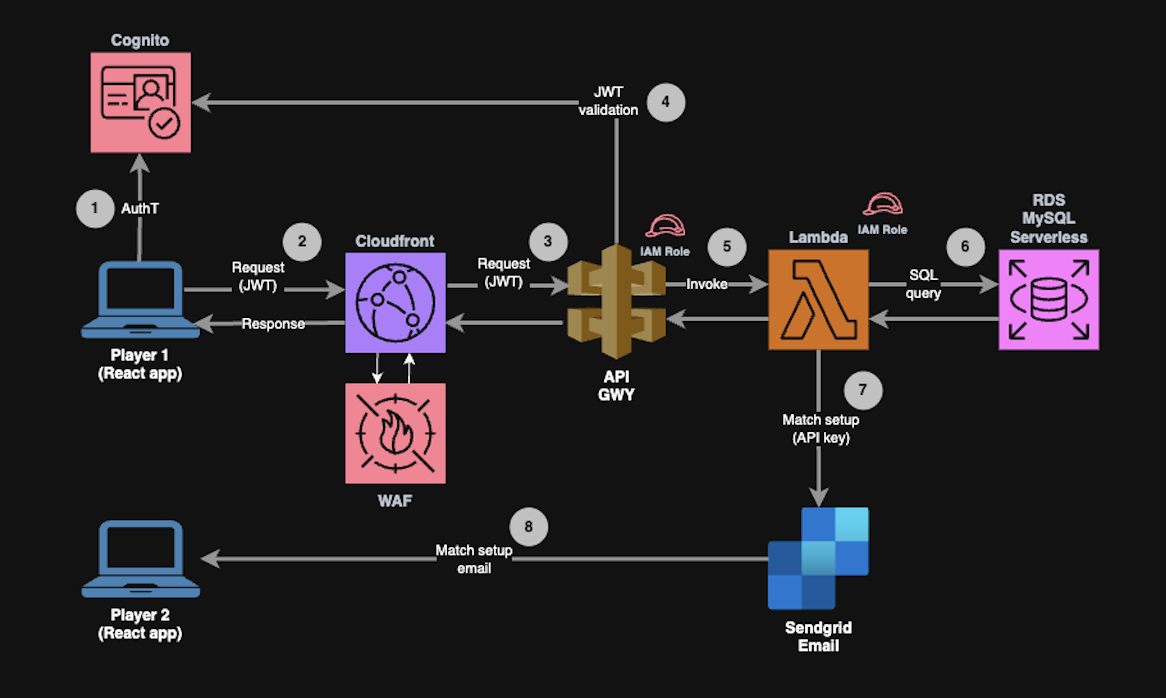 Cognito
JWT
validation
4
1
AuthT
2
Request
(JWT)
Cloudfront
3
Request
(JWT)
IAM Role
5
Invoke
Lambda
IAM Role
6
SQL
query
RDS
MySQL
Serverless
Response
Player 1
(React app)
API
GWY
7
Match setup
(API key)
WAF
8
Match setup
email
Player 2
(React app)
Sendgrid
Email